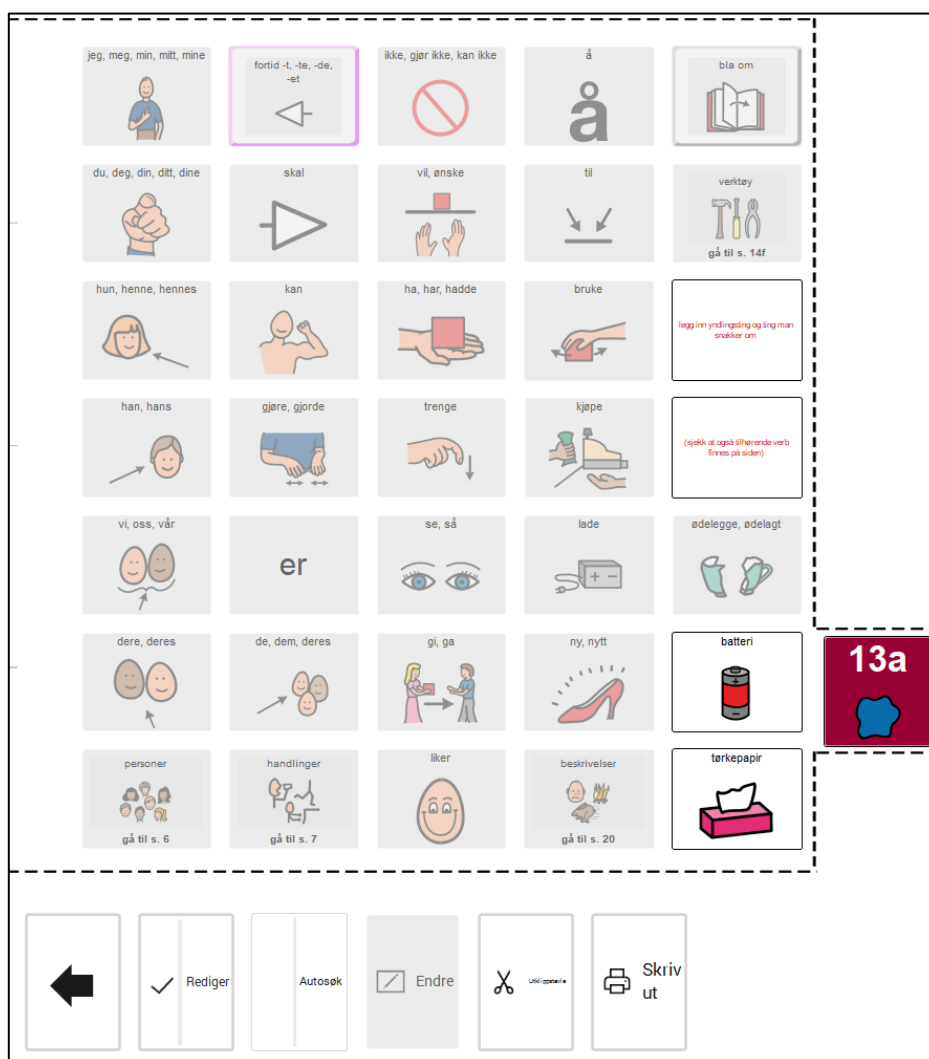 jeg, meg, min, mitt, mine
fortid -t, -te, -de,
-et
ikke, gjør ikke, kan ikke
å
å
bla om
du, deg, din, ditt, dine
skal
vil, ønske
til
verktøy
gå til s. 14f
hun, henne, hennes
kan
ha, har, hadde
bruke
legg inn yndlingsting og ting man
snakker om
han, hans
gjøre, gjorde
trenge
kjøpe
(sjekk at også tilhørende verb
finnes på siden)
vi, oss, vår
er
se, så
lade
ødelegge, ødelagt
dere, deres
de, dem, deres
gi, ga
ny, nytt
batteri
13a
personer
gå til s. 6
handlinger
gå til s. 7
liker
beskrivelser
gå til s. 20
tørkepapir
Rediger
Autosøk
Endre
Utklippstavle
Skriv
ut